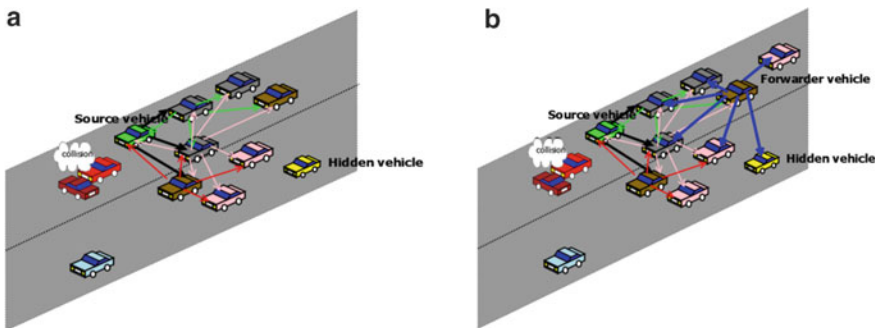 a
Source vehicle
collision
Hidden vehicle
b
Forwarder vehicle
Source vehicle
collision
Hidden vehicle